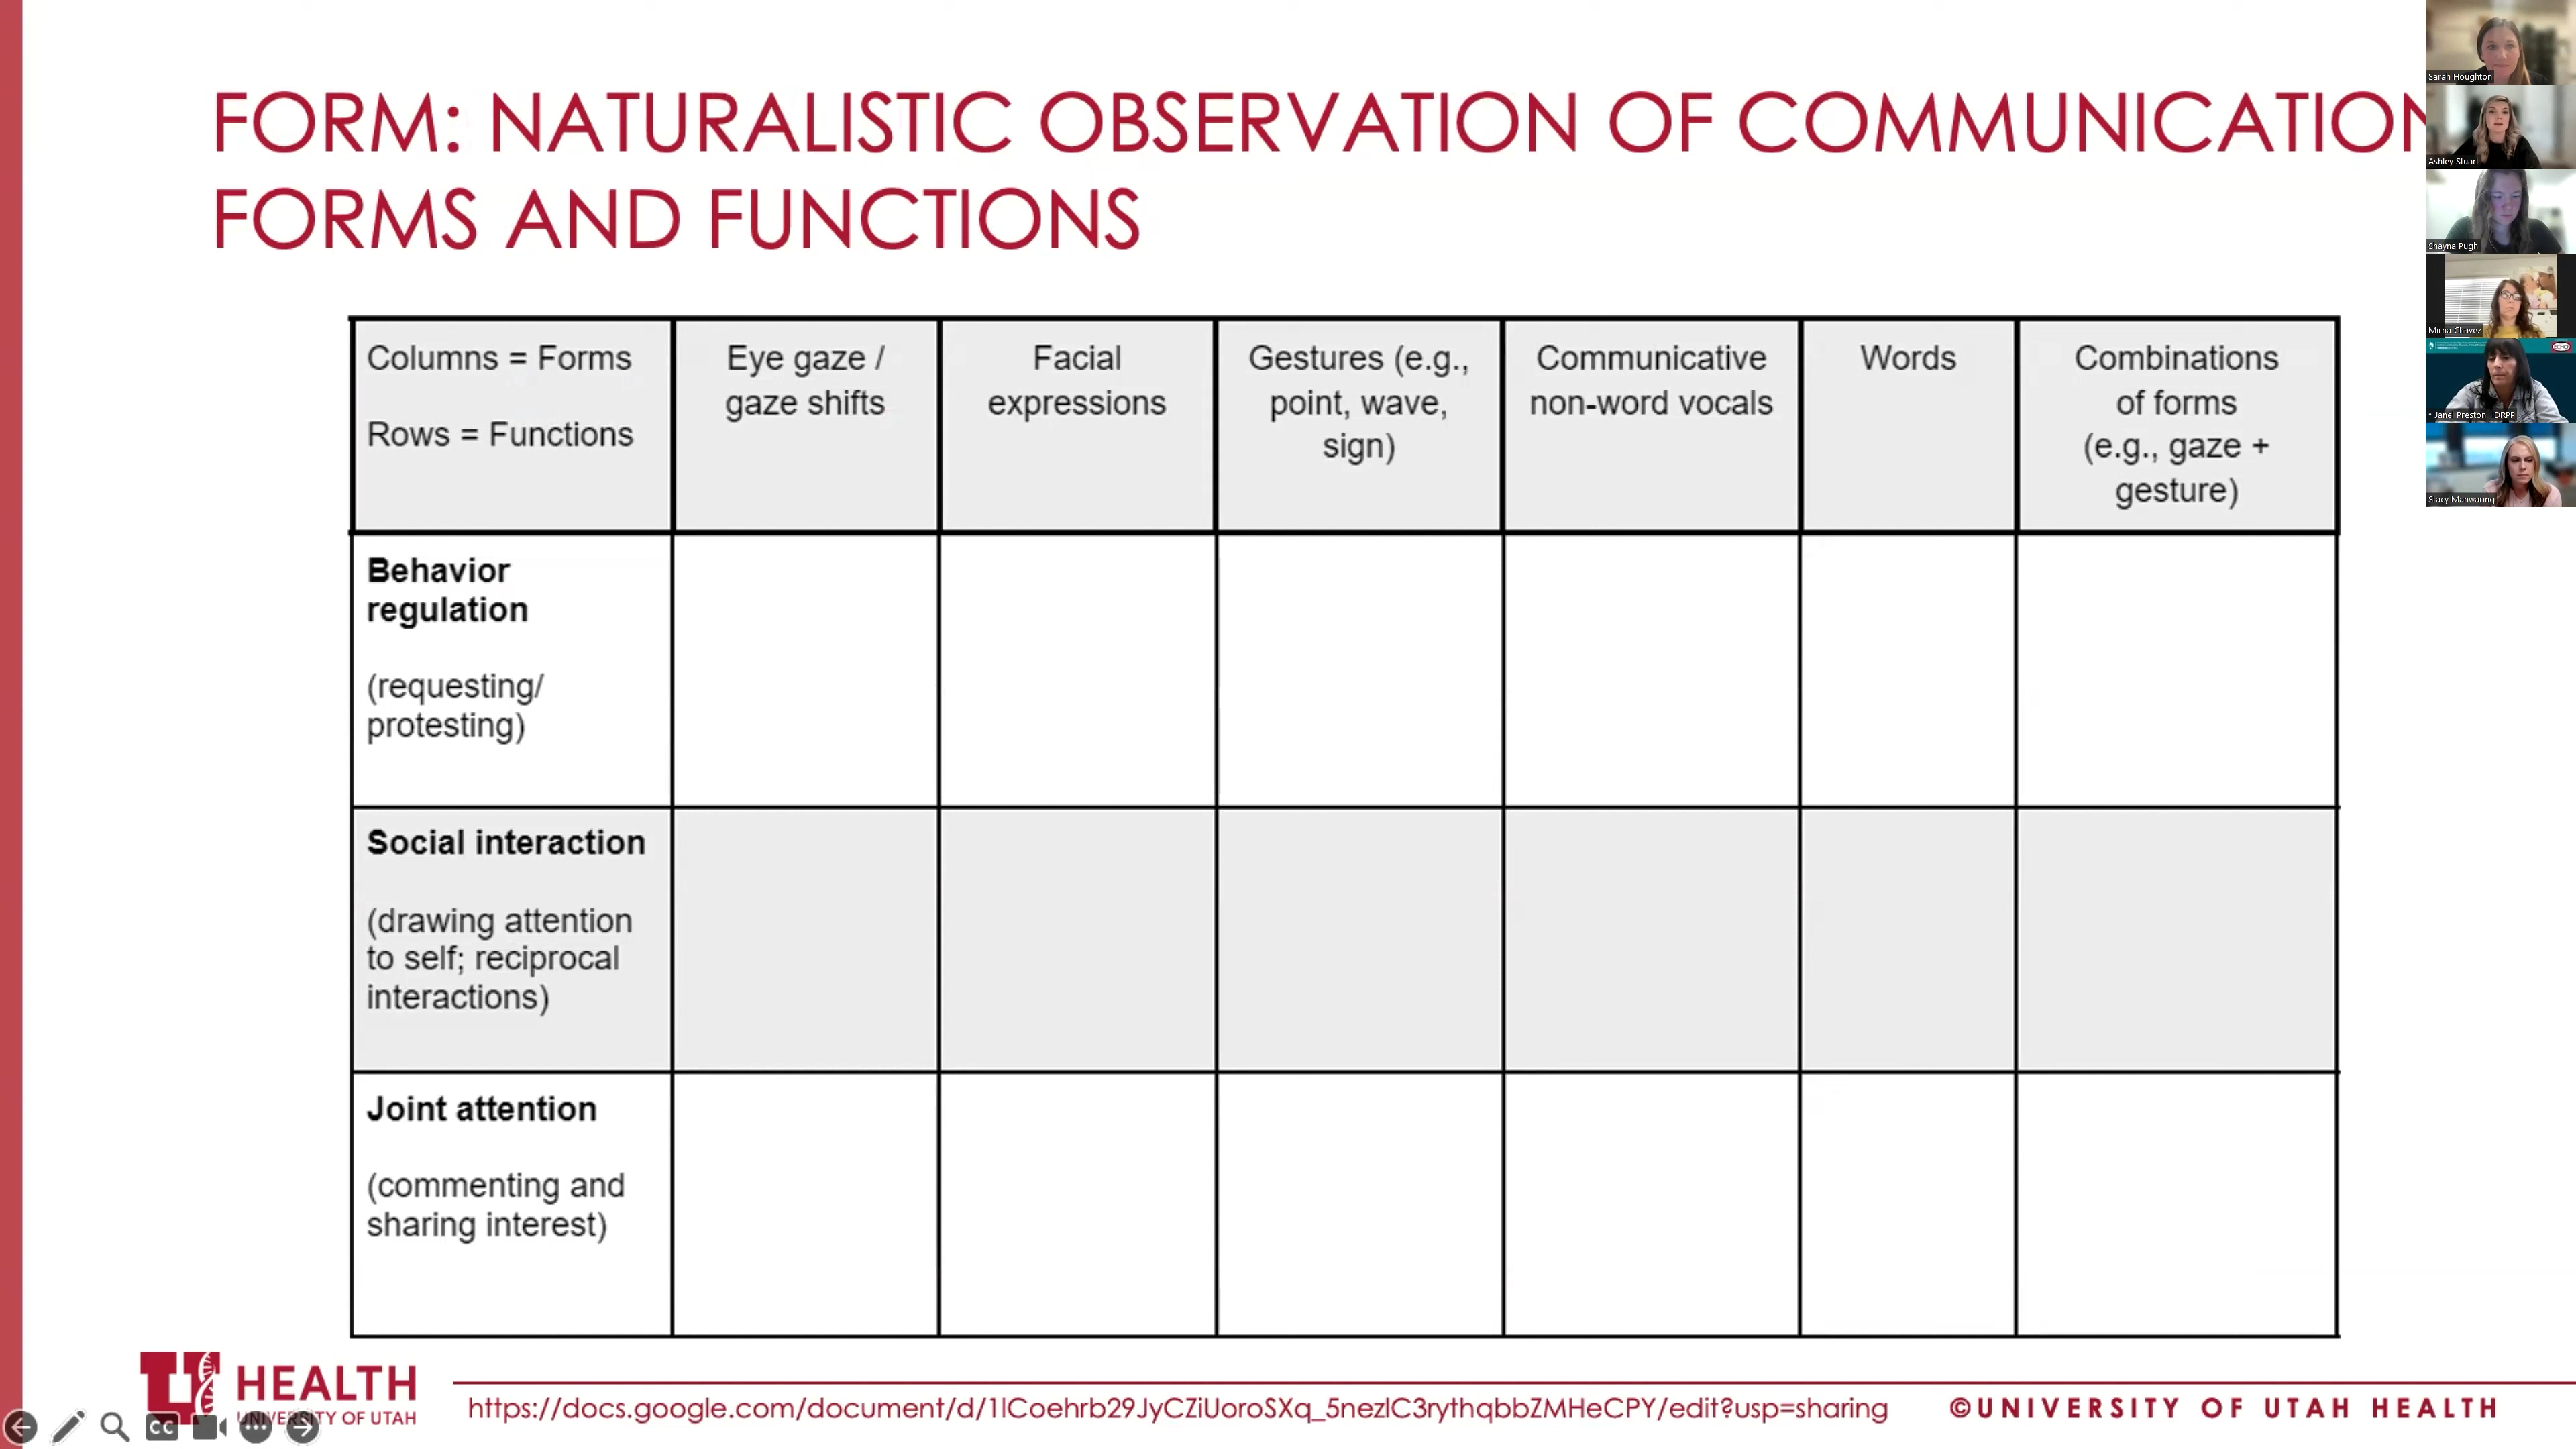 FORM: NATURALISTIC OBSERVATION OF COMMUNICATION
FORMS AND FUNCTIONS
Columns = Forms
Rows = Functions
Eye gaze /
gaze shifts
Facial
expressions
Gestures (e.g.,
point, wave,
sign)
Communicative
non-word vocals
Words
Combinations
of forms
(e.g., gaze +
gesture)
Behavior
regulation
(requesting/
protesting)
Social interaction
(drawing attention
to self; reciprocal
interactions)
Joint attention
(commenting and
sharing interest)
U HEALTH
UNIVERSITY OF UTAH
https://docs.google.com/document/d/1lCoehrb29JyCZiUoroSXq_5nezlC3rythqbbZMHeCPY/edit?usp=sharing
©UNIVERSITY OF UTAH HEALTH
CC
Sarah Houghton
Ashley Stuart
Shayna Pugh
Mirna Chavez
* Janel Preston- IDRPP
Stacy Manwaring